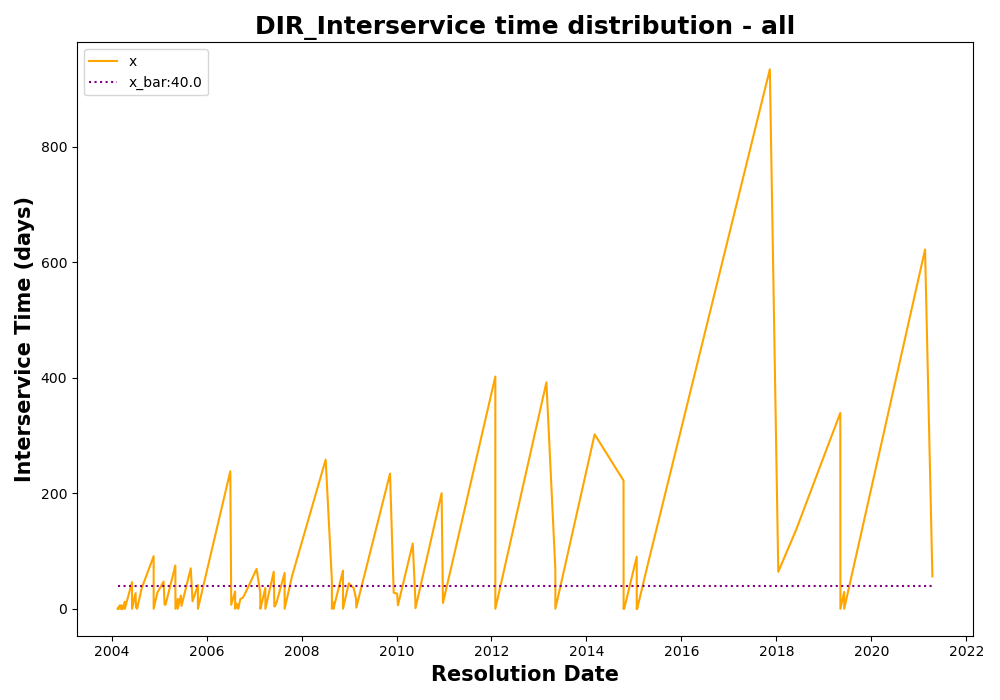 DIR_Interservice time distribution - all
x
x_bar:40.0
Interservice Time (days)
800
600
400
200
0
2004 2006 2008 2010 2012 2014 2016 2018 2020 2022
Resolution Date